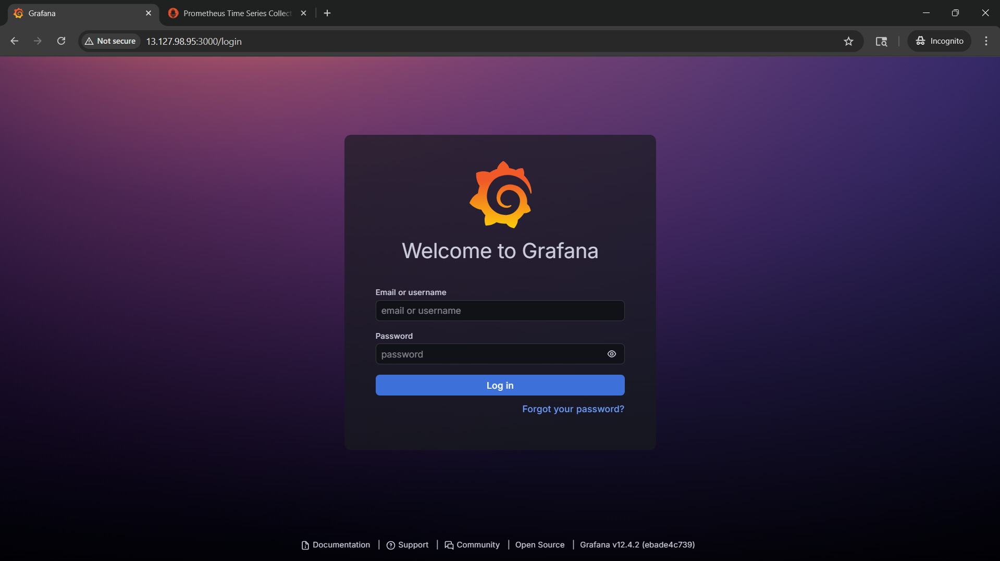 Grafana
Prometheus Time Series Collect
Not secure
13.127.98.95:3000/login
Incognito
Welcome to Grafana
Email or username
email or username
Password
password
Log in
Forgot your password?
Documentation | Support | Community | Open Source | Grafana v12.4.2 (ebade4c739)